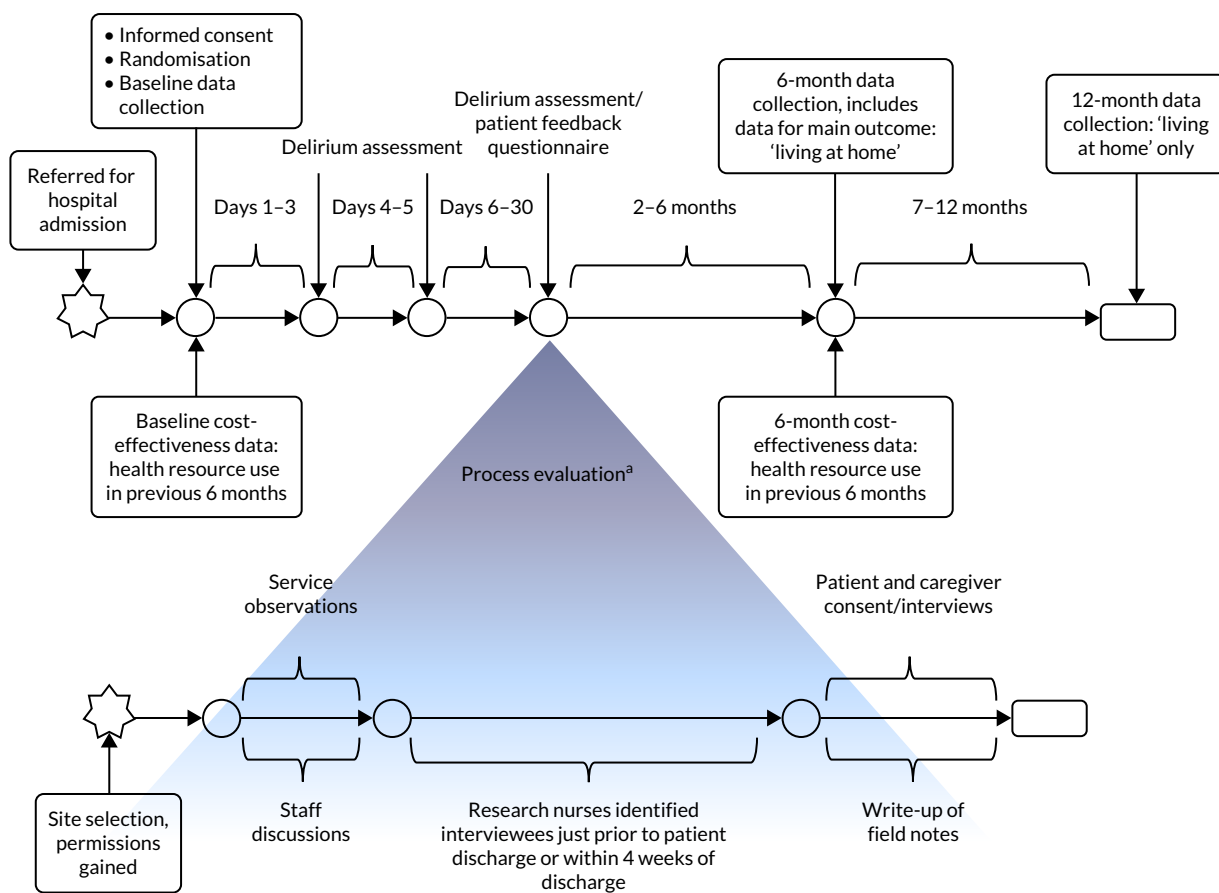 • Informed consent
• Randomisation
• Baseline data
collection
Referred for
hospital
admission
Days 1–3
Delirium assessment
Days 4–5
Delirium assessment/
patient feedback
questionnaire
Days 6–30
2–6 months
6-month data
collection, includes
data for main outcome:
‘living at home’
7–12 months
12-month data
collection: ‘living
at home’ only
Baseline cost-
effectiveness data:
health resource use
in previous 6 months
6-month cost-
effectiveness data:
health resource use
in previous 6 months
Process evaluationᵃ
Service
observations
Patient and caregiver
consent/interviews
Site selection,
permissions
gained
Staff
discussions
Research nurses identified
interviewees just prior to patient
discharge or within 4 weeks of
discharge
Write-up of
field notes